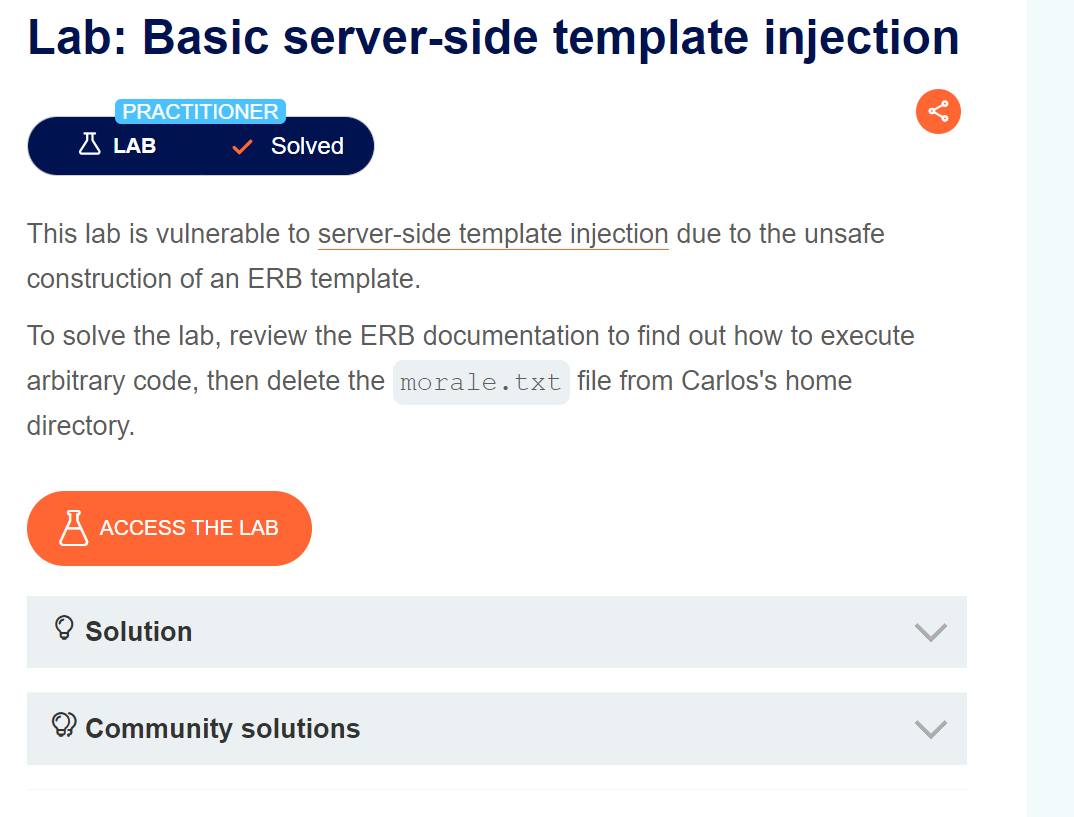 Lab: Basic server-side template injection
PRACTITIONER
LAB
Solved
This lab is vulnerable to server-side template injection due to the unsafe
construction of an ERB template.
To solve the lab, review the ERB documentation to find out how to execute
arbitrary code, then delete the morale.txt file from Carlos's home
directory.
ACCESS THE LAB
Solution
Community solutions